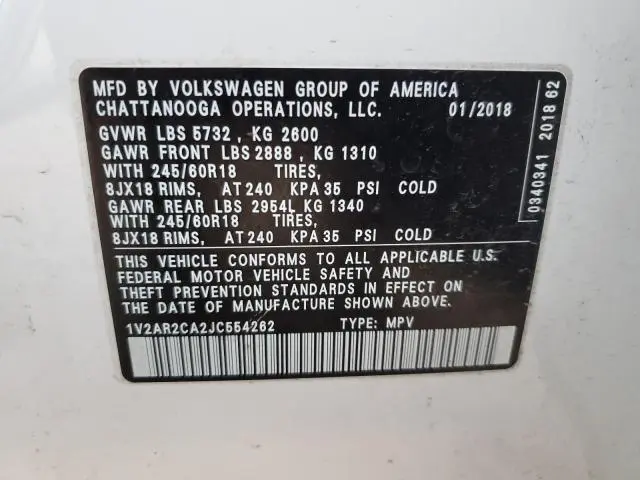 MFD BY VOLKSWAGEN GROUP OF AMERICA
CHATTANOOGA OPERATIONS, LLC. 01/2018
GVWR LBS 5732 , KG 2600
GAWR FRONT LBS 2888 , KG 1310
WITH 245/60R18 TIRES,
8JX18 RIMS, AT 240 KPA 35 PSI COLD
GAWR REAR LBS 2954L KG 1340
WITH 245/60R18 TIRES,
8JX18 RIMS, AT 240 KPA 35 PSI COLD
THIS VEHICLE CONFORMS TO ALL APPLICABLE U.S.
FEDERAL MOTOR VEHICLE SAFETY AND
THEFT PREVENTION STANDARDS IN EFFECT ON
THE DATE OF MANUFACTURE SHOWN ABOVE.
1V2AR2CA2JC554262 TYPE: MPV
0340341 2018 62